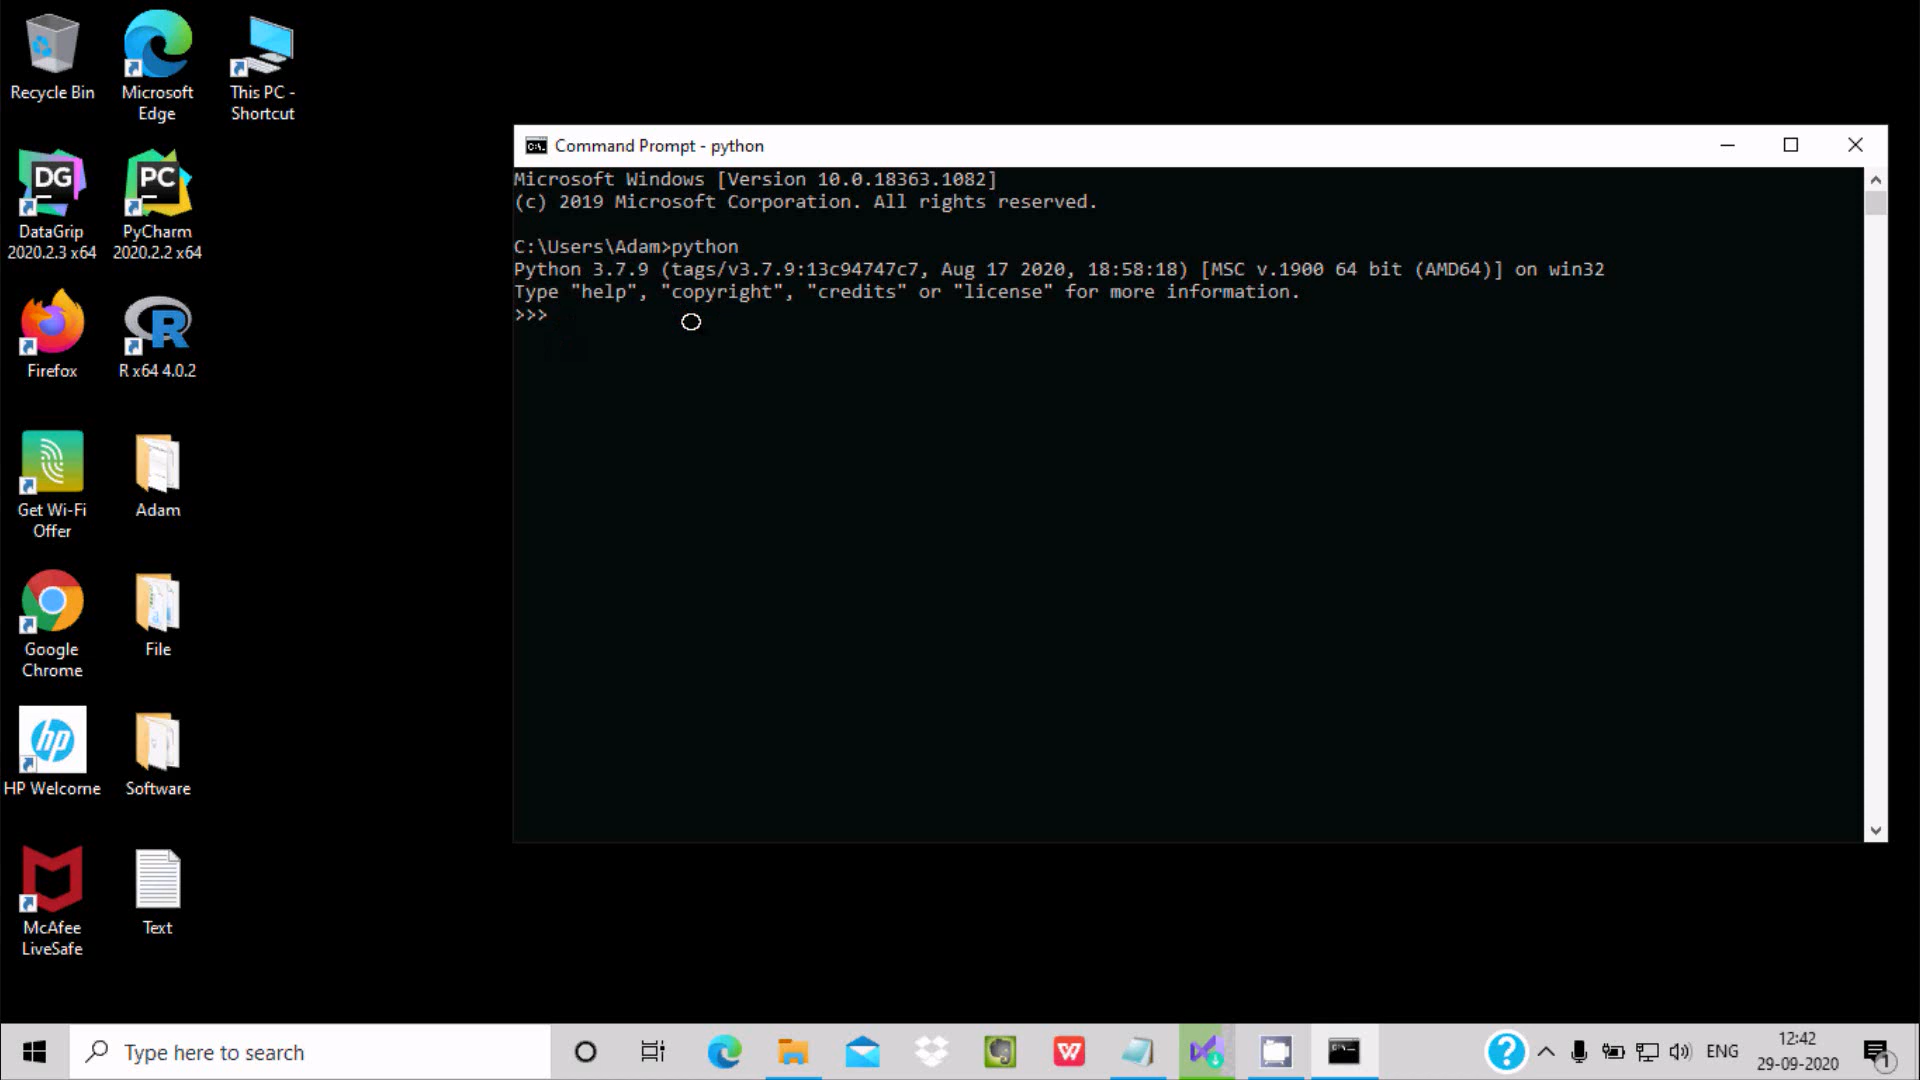 Recycle Bin
Microsoft
Edge
This PC -
Shortcut
DG
DataGrip
2020.2.3 x64
PC
PyCharm
2020.2.2 x64
Firefox
R
R x64 4.0.2
Get Wi-Fi
Offer
Adam
Google
Chrome
File
hp
HP Welcome
Software
McAfee
LiveSafe
Text
C:\.
Command Prompt - python
Microsoft Windows [Version 10.0.18363.1082]
(c) 2019 Microsoft Corporation. All rights reserved.
C:\Users\Adam>python
Python 3.7.9 (tags/v3.7.9:13c94747c7, Aug 17 2020, 18:58:18) [MSC v.1900 64 bit (AMD64)] on win32
Type "help", "copyright", "credits" or "license" for more information.
>>>
Type here to search
W
?
ENG
12:42
29-09-2020
1